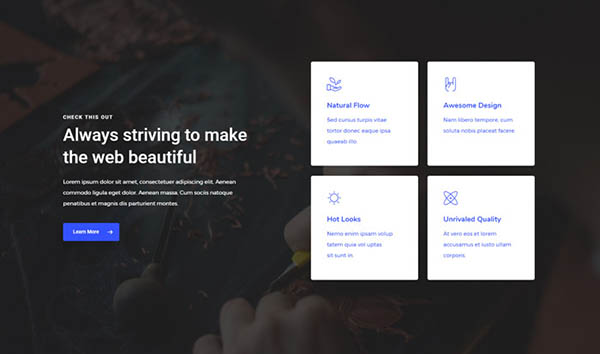 CHECK THIS OUT
Always striving to make
the web beautiful
Lorem ipsum dolor sit amet, consectetuer adipiscing elit. Aenean
commodo ligula eget dolor. Aenean massa. Cum sociis natoque
penatibus et magnis dis parturient montes.
Learn More
Natural Flow
Sed cursus turpis vitae
tortor donec eaque ipsa
quaeab illo.
Awesome Design
Nam libero tempore, cum
soluta nobis placeat facere.
Hot Looks
Nemo enim ipsam volup
tatem quia vol uptas
sit sunt in.
Unrivaled Quality
At vero eos et lorem
accusamus et iusto ullam
corporis.